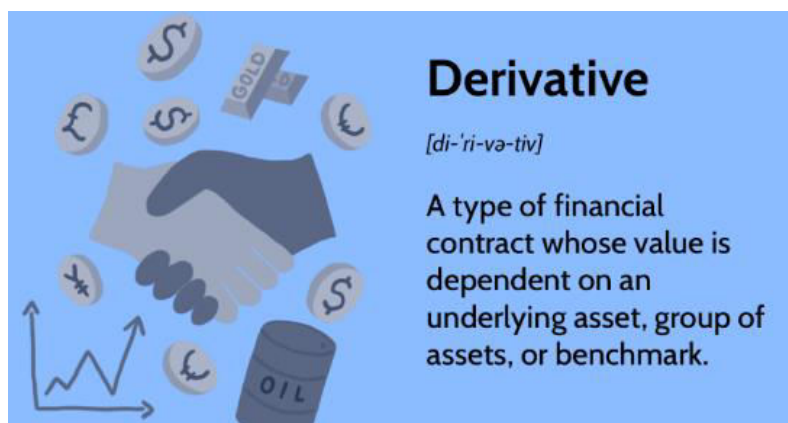 $
GOLD
D
£
$
€
Derivative
[di-ˈri-və-tiv]
A type of financial
contract whose value is
dependent on an
underlying asset, group of
assets, or benchmark.
¥
$
€
OIL